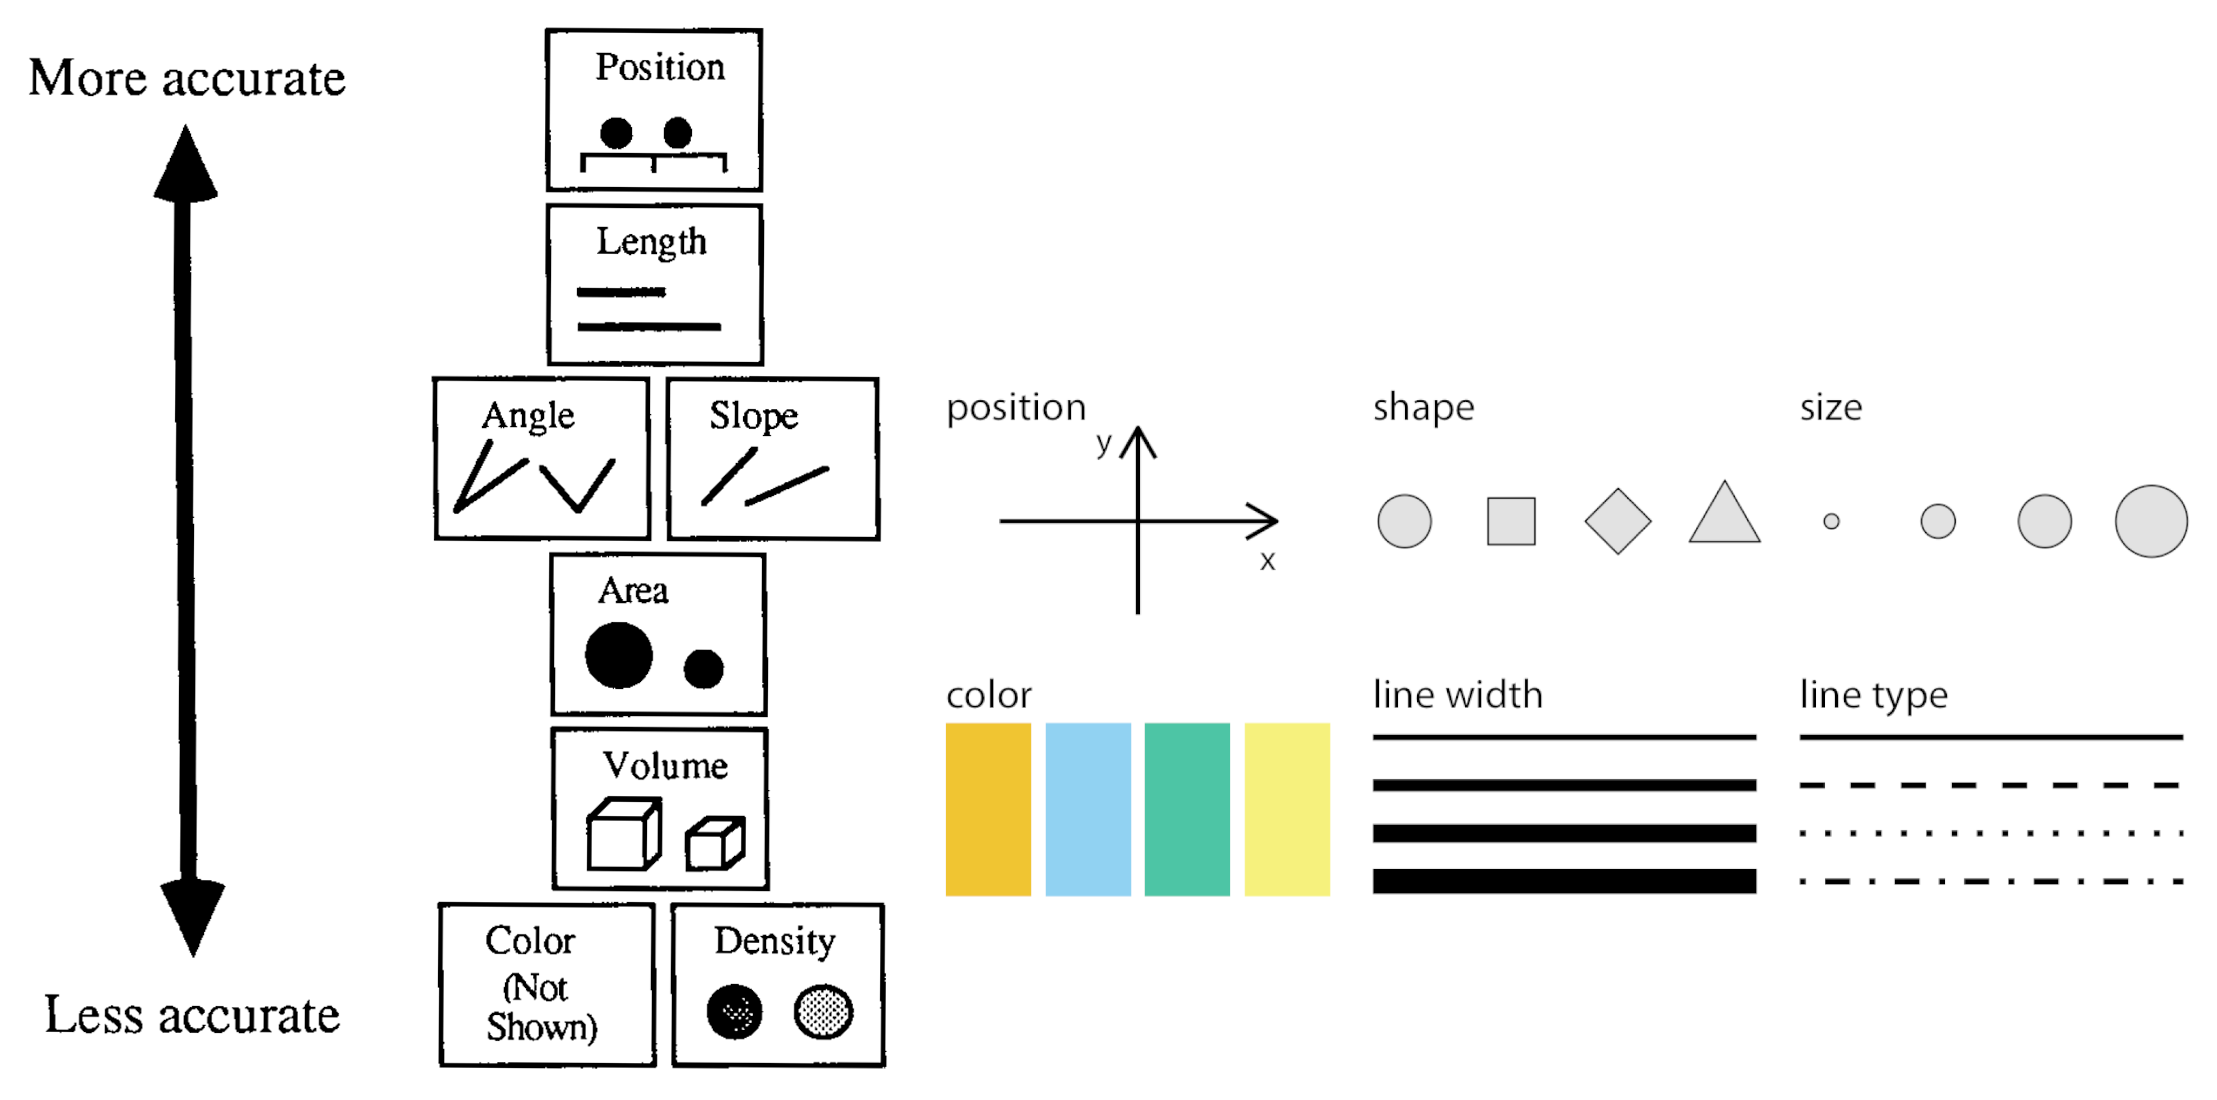 More accurate
Position
Length
Angle
Slope
Area
Volume
Color
(Not
Shown)
Density
Less accurate
position
y
x
shape
size
color
line width
line type